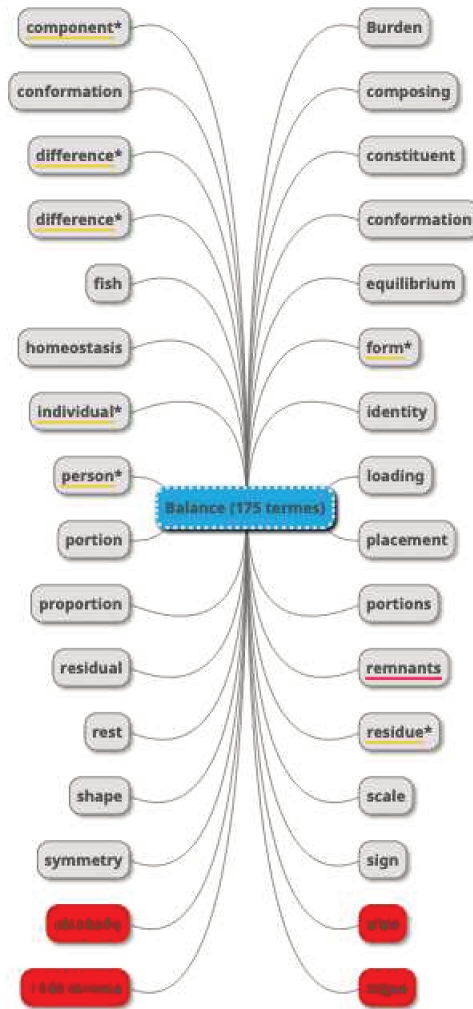 component*
conformation
difference*
difference*
fish
homeostasis
individual*
person*
portion
proportion
residual
rest
shape
symmetry
Balance (175 termes)
Burden
composing
constituent
conformation
equilibrium
form*
identity
loading
placement
portions
remnants
residue*
scale
sign